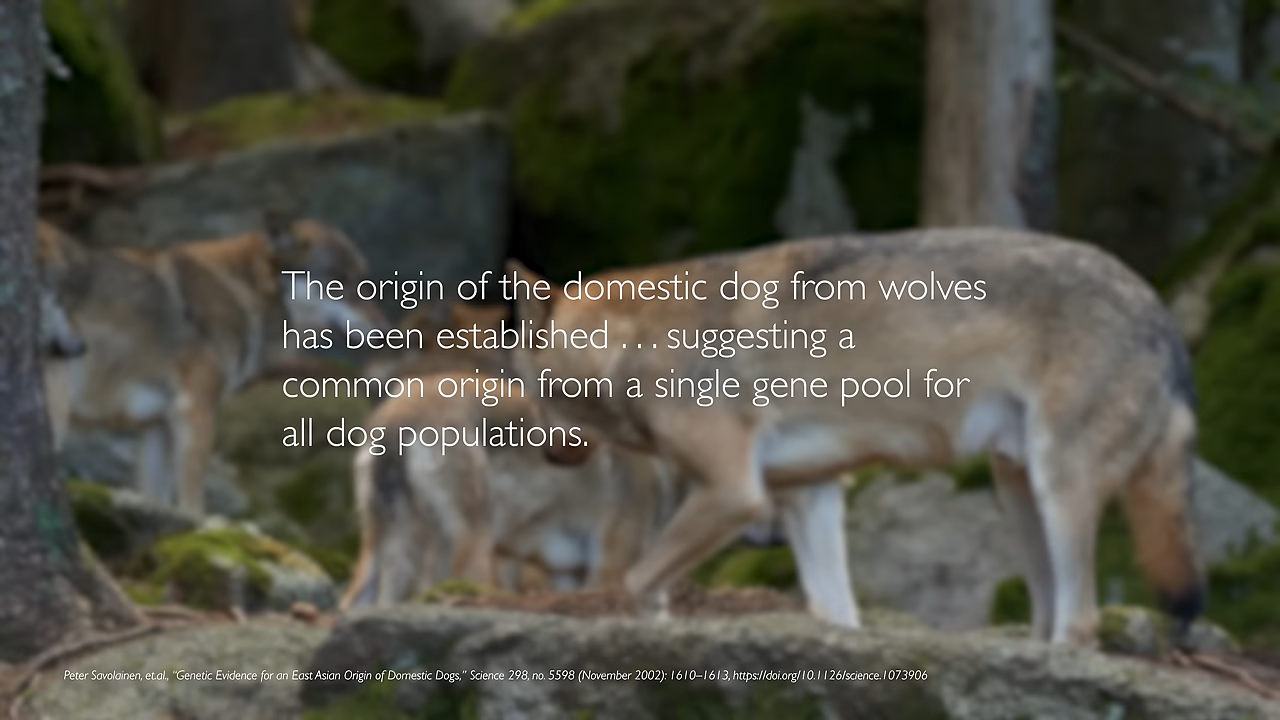 The origin of the domestic dog from wolves
has been established . . . suggesting a
common origin from a single gene pool for
all dog populations.
Peter Savolainen, et.al., “Genetic Evidence for an East Asian Origin of Domestic Dogs,” Science 298, no. 5598 (November 2002): 1610–1613, https://doi.org/10.1126/science.1073906